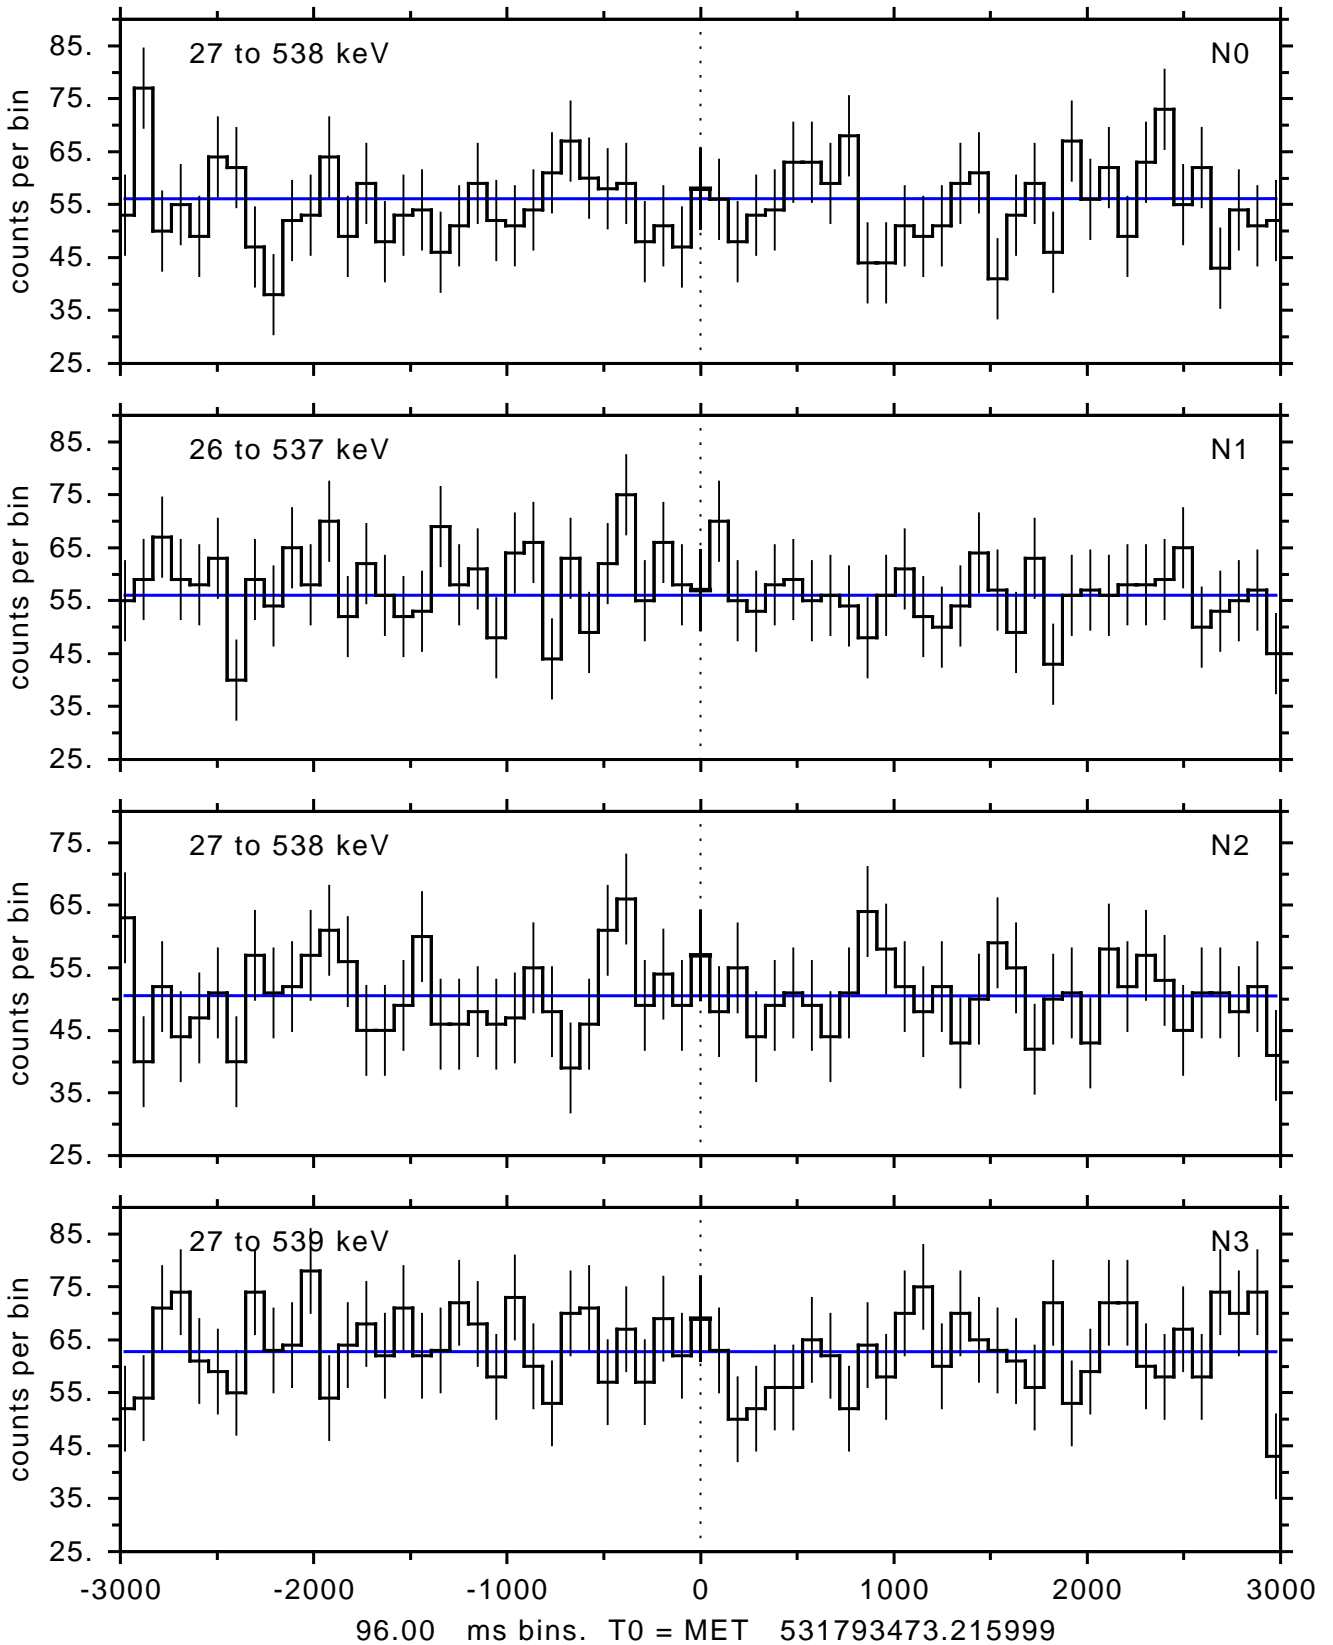 27 to 538 keV N0
85.
75.
65.
55.
45.
35.
25.
counts per bin
26 to 537 keV N1
85.
75.
65.
55.
45.
35.
25.
counts per bin
27 to 538 keV N2
75.
65.
55.
45.
35.
25.
counts per bin
27 to 539 keV N3
85.
75.
65.
55.
45.
35.
25.
counts per bin
-3000 -2000 -1000 0 1000 2000 3000
96.00 ms bins. T0 = MET 531793473.215999